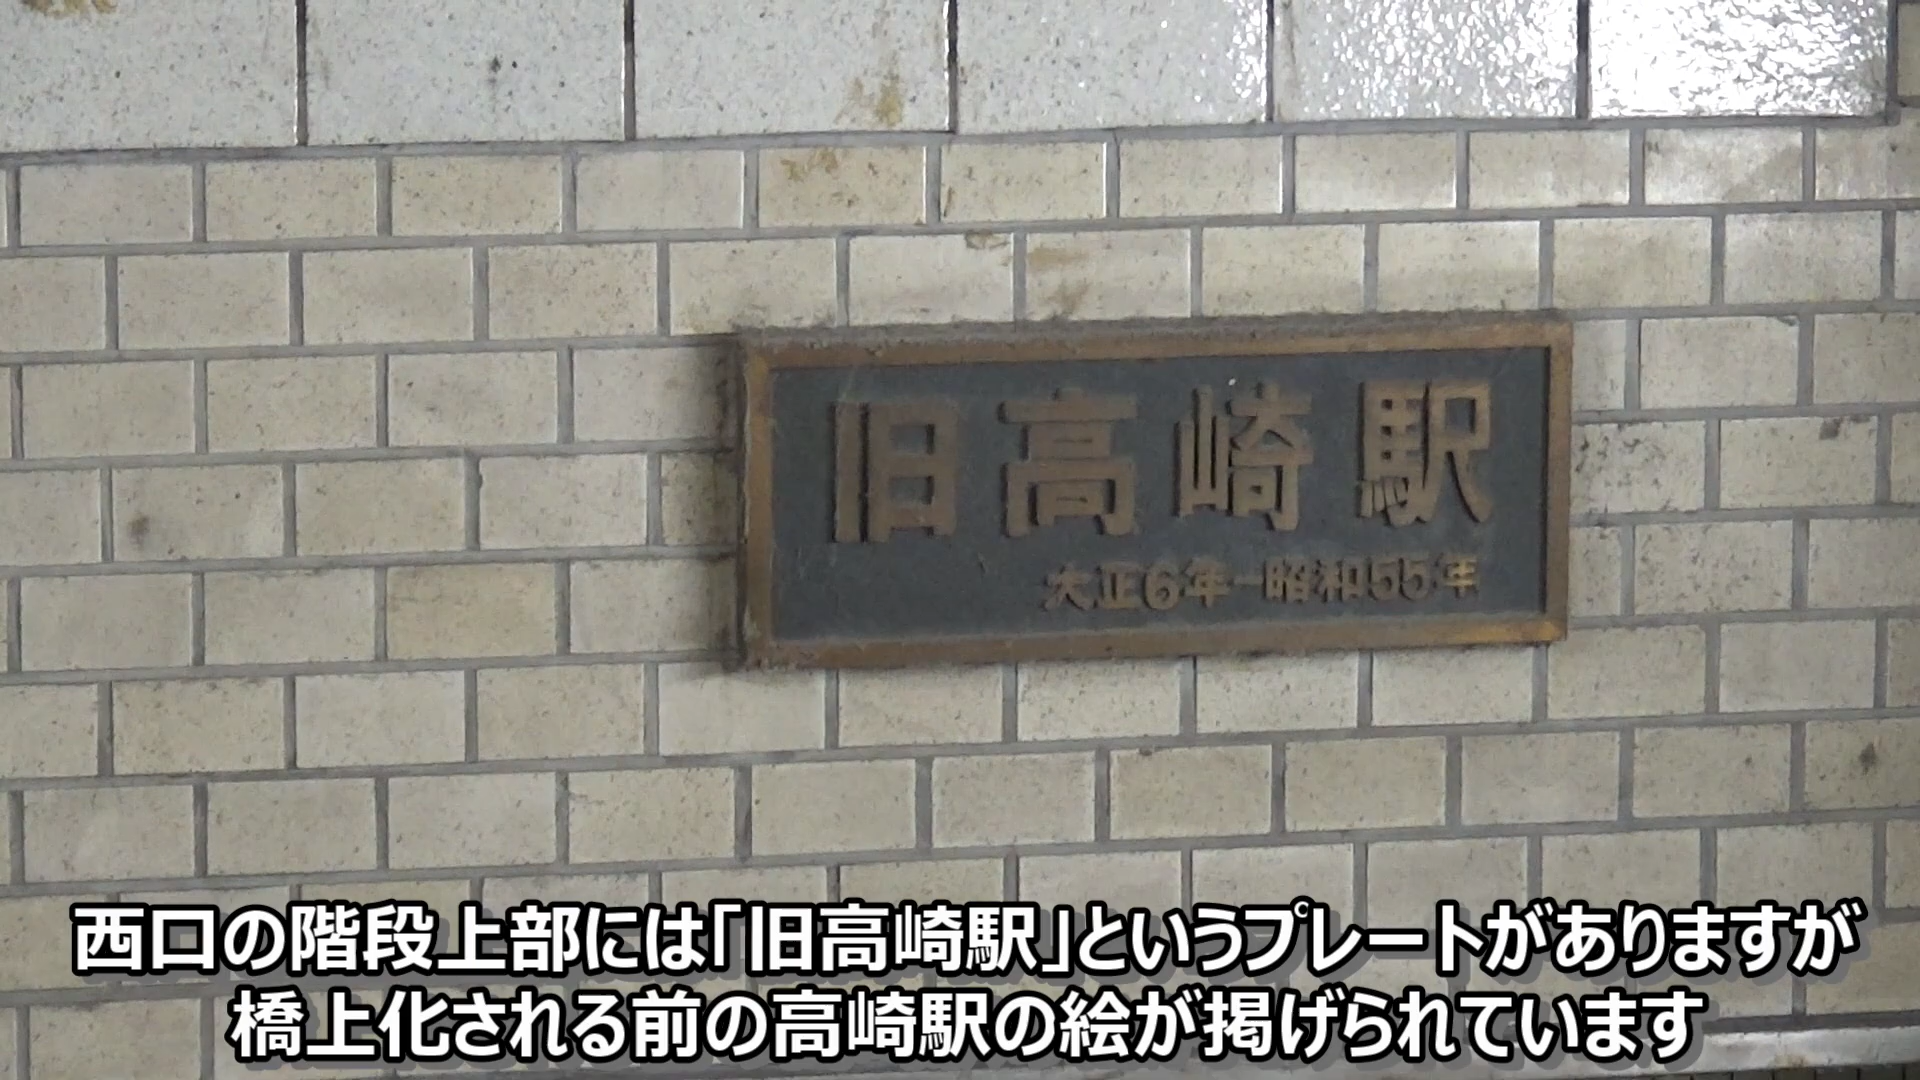 旧高崎駅
大正6年-昭和55年
西口の階段上部には「旧高崎駅」というプレートがありますが
橋上化される前の高崎駅の絵が掲げられています